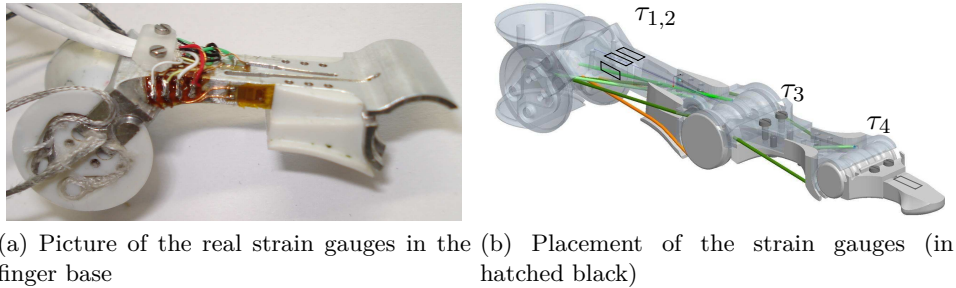 τ1,2
τ3
τ4
(a) Picture of the real strain gauges in the
finger base
(b) Placement of the strain gauges (in
hatched black)